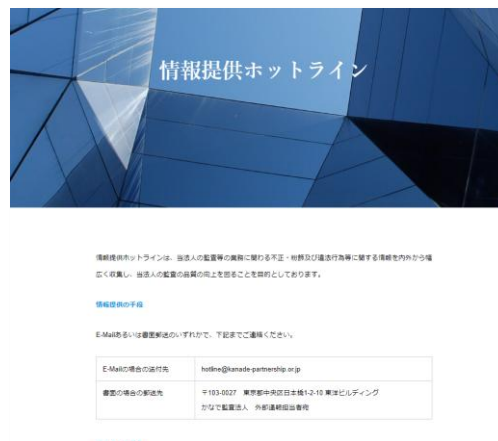 情報提供ホットライン
情報提供ホットラインは、当法人の監査等の業務に関わる不正・粉飾及び違法行為等に関する情報を内外から幅
広く収集し、当法人の監査の品質の向上を図ることを目的としております。
情報提供の手段
E-Mailあるいは書面郵送のいずれかで、下記までご連絡ください。
E-Mailの場合の送付先 hotline@kanade-partnership.or.jp
書面の場合の郵送先 〒103-0027 東京都中央区日本橋1-2-10 東洋ビルディング
かなで監査法人 外部通報担当者宛